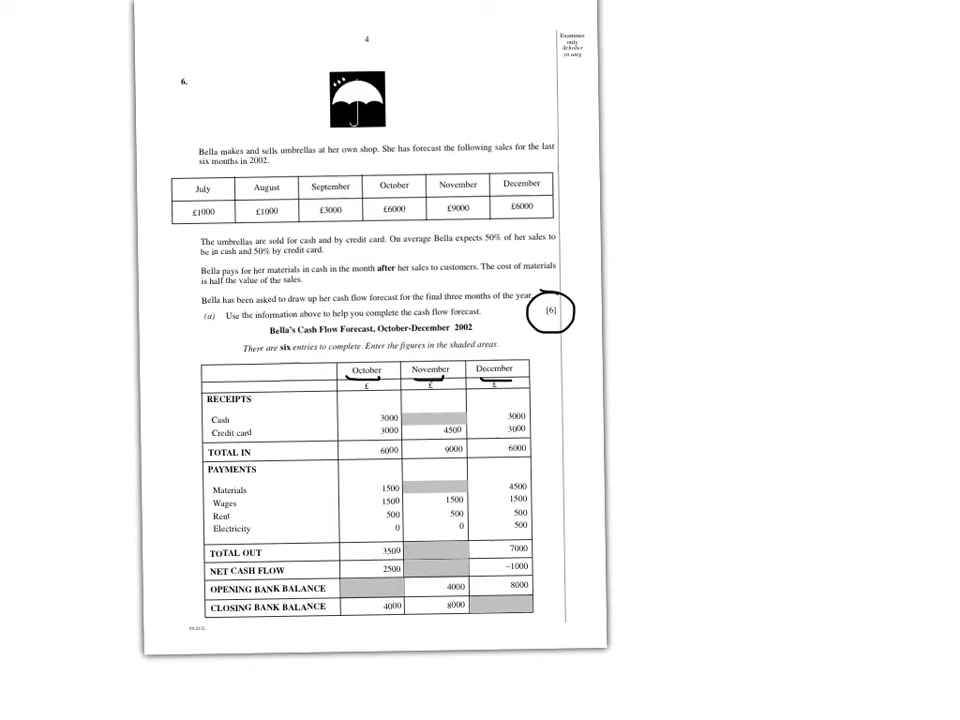 4
Examiner
only
6.
Bella makes and sells umbrellas at her own shop. She has forecast the following sales for the last
six months in 2002.
July August September October November December
£1000 £1000 £3000 £6000 £9000 £6000
The umbrellas are sold for cash and by credit card. On average Bella expects 50% of her sales to
be in cash and 50% by credit card.
Bella pays for her materials in cash in the month after her sales to customers. The cost of materials
is half the value of the sales.
Bella has been asked to draw up her cash flow forecast for the final three months of the year.
(a) Use the information above to help you complete the cash flow forecast. [6]
Bella's Cash Flow Forecast, October-December 2002
There are six entries to complete. Enter the figures in the shaded areas.
October November December
£ £ £
RECEIPTS
Cash 3000 3000
Credit card 3000 4500 3000
TOTAL IN 6000 9000 6000
PAYMENTS
Materials 1500 4500
Wages 1500 1500 1500
Rent 500 500 500
Electricity 0 0 500
TOTAL OUT 3500 7000
NET CASH FLOW 2500 –1000
OPENING BANK BALANCE 4000 8000
CLOSING BANK BALANCE 4000 8000